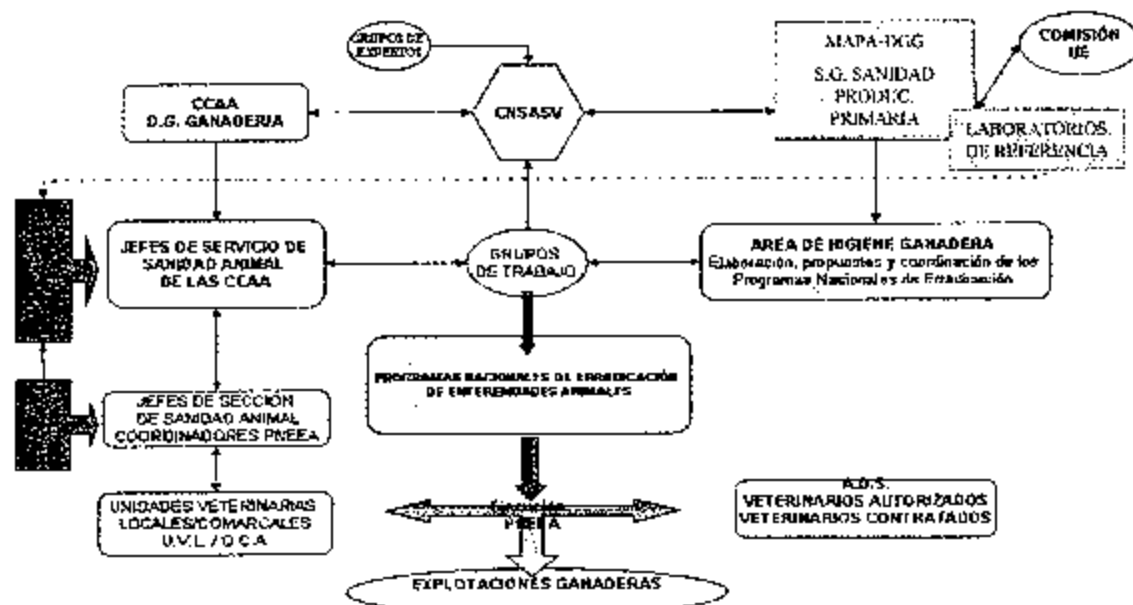 GRUPOS DE
EXPERTOS
MAPA-DGG
S.G. SANIDAD
PRODUC.
PRIMARIA
COMISIÓN
UE
CCAA
D.G. GANADERIA
CNSASV
LABORATORIOS.
DE REFERENCIA
JEFES DE SERVICIO DE
SANIDAD ANIMAL
DE LAS CCAA
GRUPOS
DE TRABAJO
AREA DE HIGIENE GANADERA
Elaboración, propuestas y coordinación de los
Programas Nacionales de Erradicación
PROGRAMAS NACIONALES DE ERRADICACIÓN
DE ENFERMEDADES ANIMALES
JEFES DE SECCIÓN
DE SANIDAD ANIMAL
COORDINADORES PNEEA
UNIDADES VETERINARIAS
LOCALES/COMARCALES
U.V.L. / O C.A
PNEEA
A.D.S.
VETERINARIOS AUTORIZADOS
VETERINARIOS CONTRATADOS
EXPLOTACIONES GANADERAS